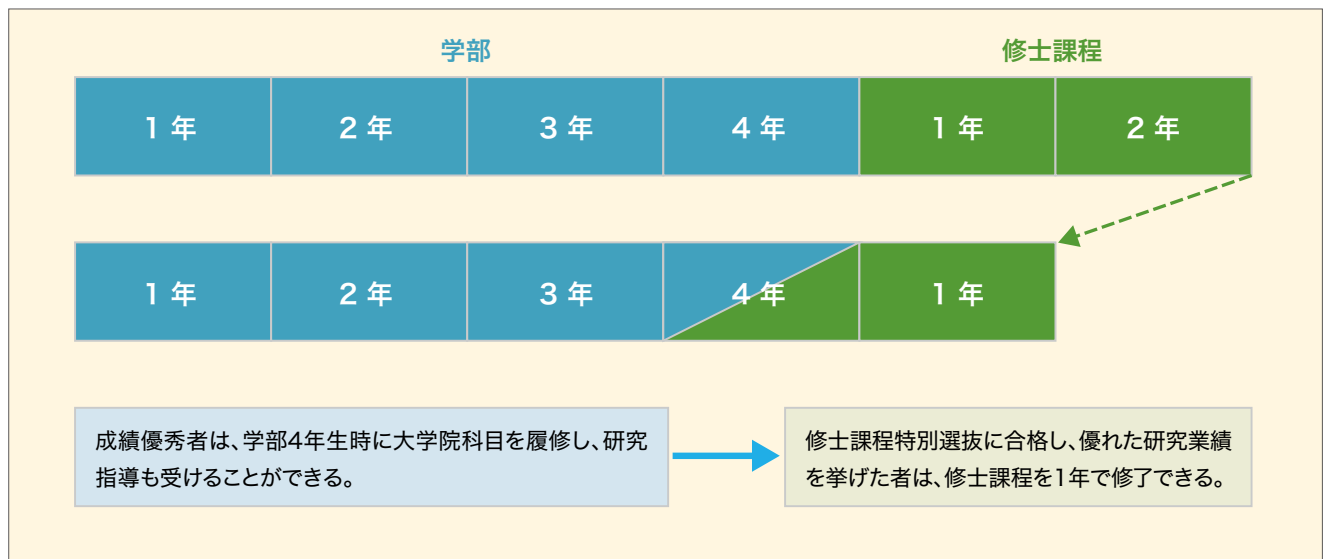 学部 修士課程
1 年 2 年 3 年 4 年 1 年 2 年
1 年 2 年 3 年 4 年 1 年
成績優秀者は、学部4年生時に大学院科目を履修し、研究
指導も受けることができる。
修士課程特別選抜に合格し、優れた研究業績
を挙げた者は、修士課程を1年で修了できる。